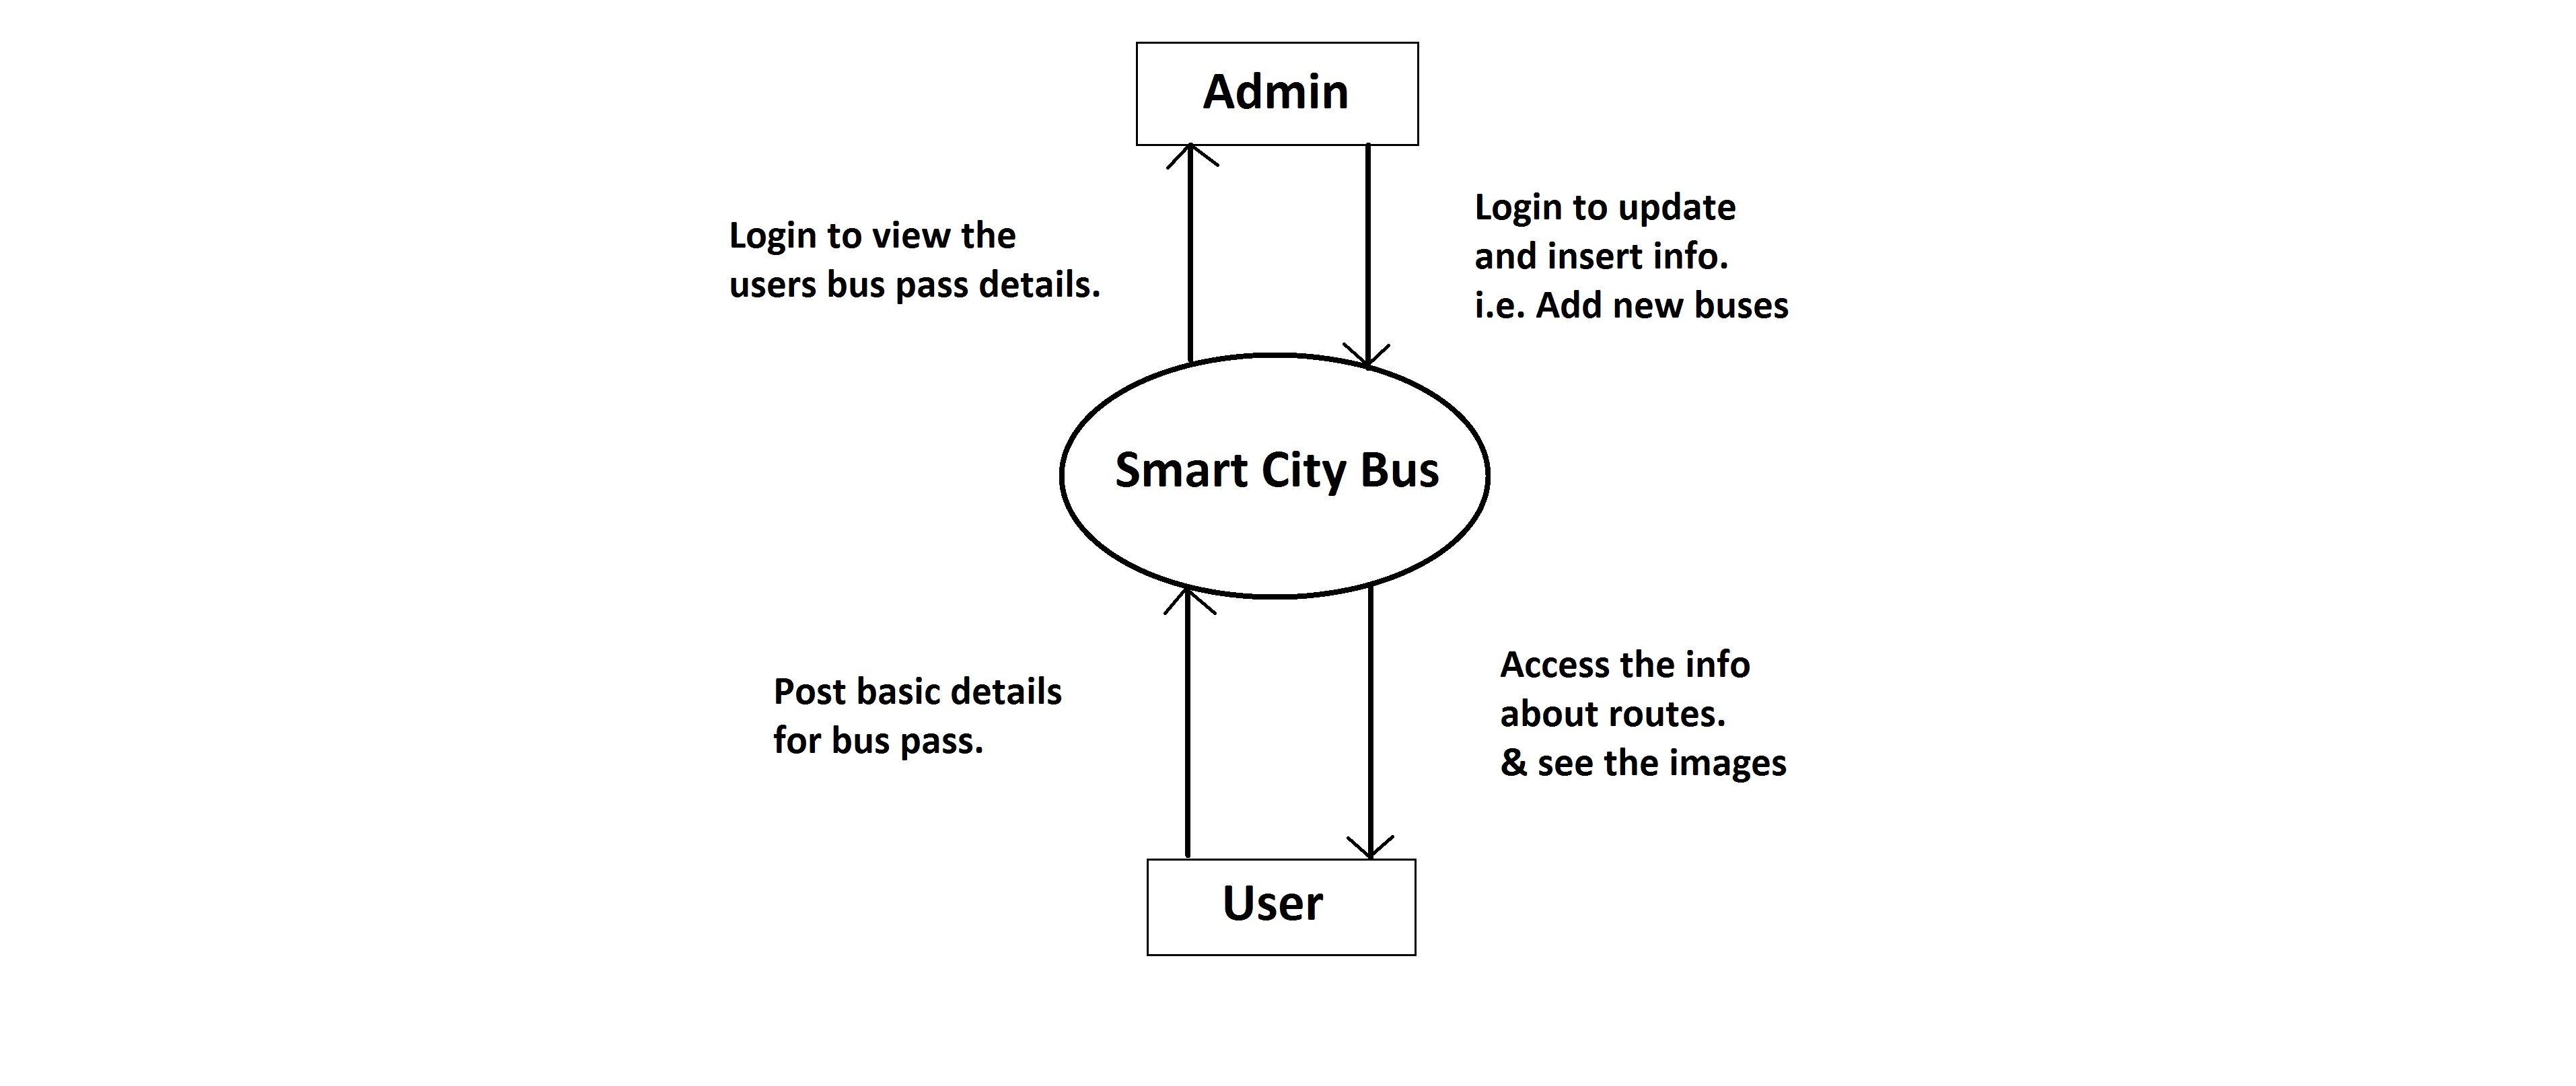 Admin
Login to view the
users bus pass details.
Login to update
and insert info.
i.e. Add new buses
Smart City Bus
Post basic details
for bus pass.
Access the info
about routes.
& see the images
User